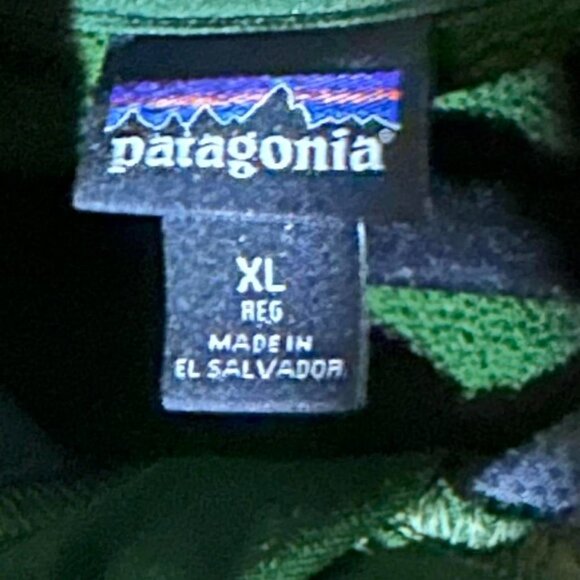 patagonia®
XL
REG
MADE IN
EL SALVADOR